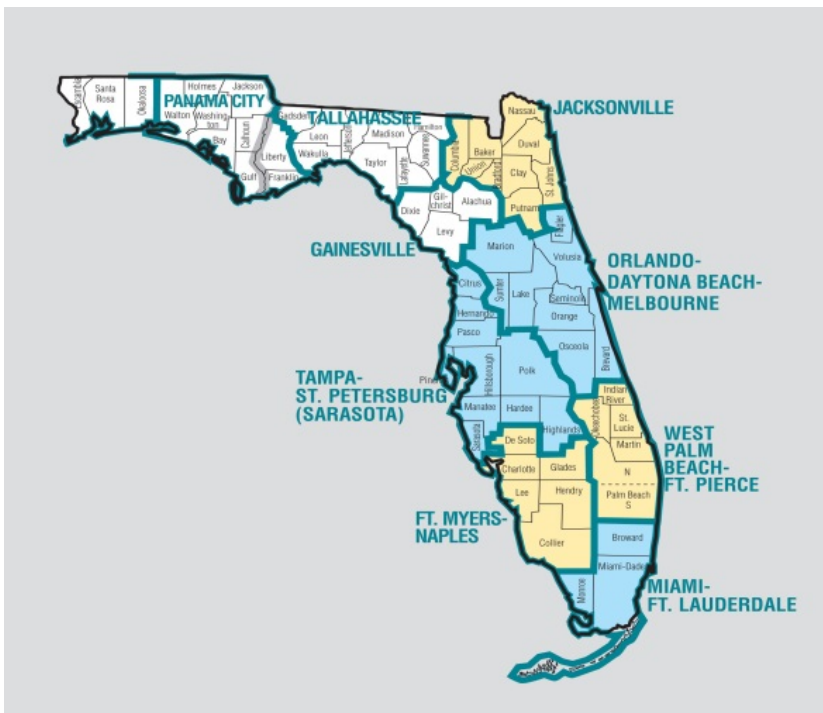 Escambia
Santa
Rosa
Okaloosa
Holmes
Jackson
PANAMA CITY
Walton
Washing-
ton
Bay
Calhoun
Gulf
Liberty
Franklin
Gadsden
TALLAHASSEE
Leon
Wakulla
Jefferson
Madison
Hamilton
Taylor
Lafayette
Suwannee
Columbia
Baker
Union
Bradford
Nassau
JACKSONVILLE
Duval
Clay
St. Johns
Putnam
Dixie
Gil-
christ
Alachua
Levy
GAINESVILLE
Marion
Flagler
Volusia
ORLANDO-
DAYTONA BEACH-
MELBOURNE
Citrus
Sumter
Lake
Seminole
Orange
Hernando
Pasco
Osceola
Brevard
Hillsborough
Polk
Pine
TAMPA-
ST. PETERSBURG
(SARASOTA)
Manatee
Hardee
Sarasota
Highlands
Indian
River
Okeechobee
St.
Lucie
Martin
N
Palm Beach
S
WEST
PALM
BEACH-
FT. PIERCE
De Soto
Charlotte
Glades
Lee
Hendry
Collier
FT. MYERS-
NAPLES
Broward
Miami-Dade
Monroe
MIAMI-
FT. LAUDERDALE